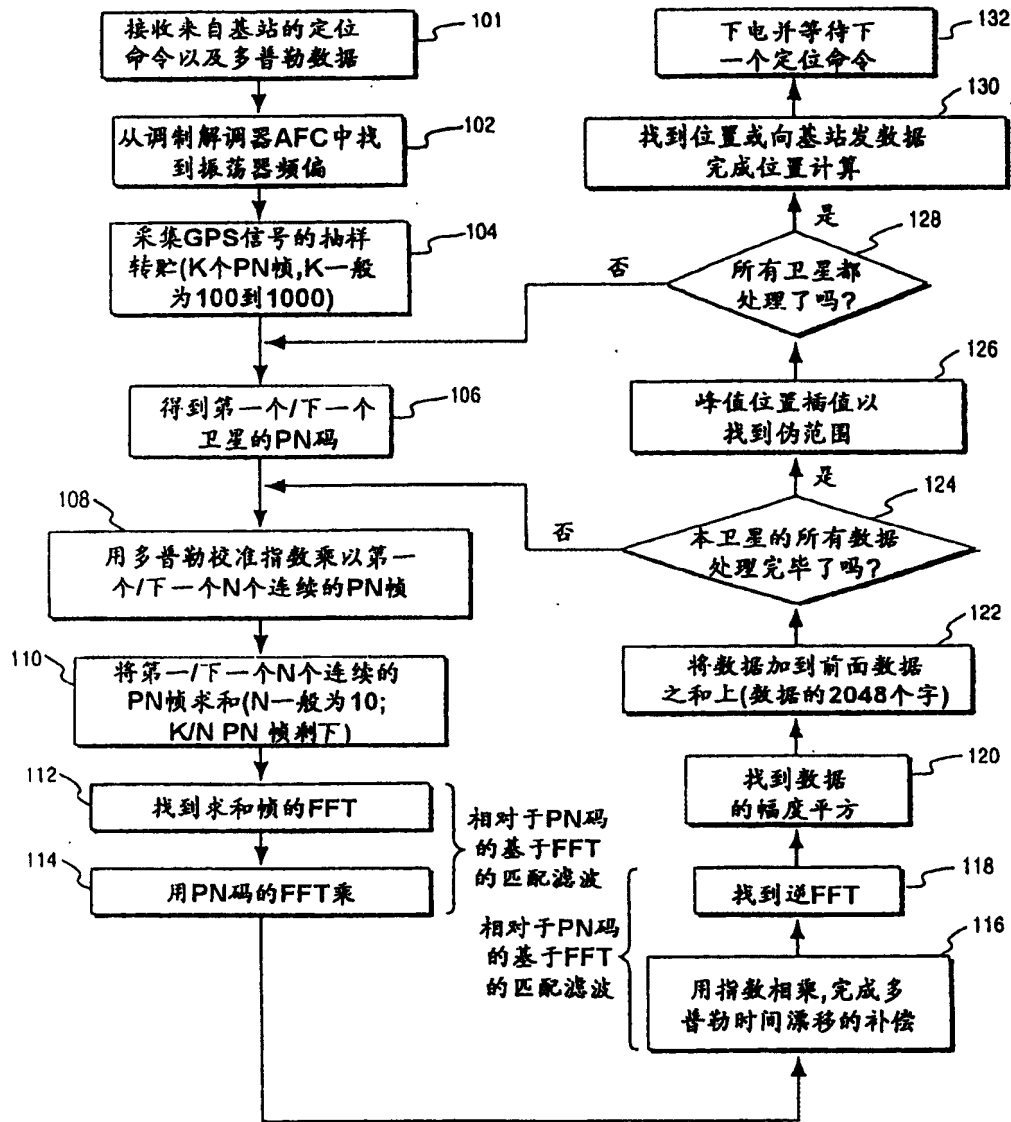 101
接收来自基站的定位
命令以及多普勒数据
102
从调制解调器AFC中找
到振荡器频偏
104
采集GPS信号的抽样
转贮(K个PN帧,K一般
为100到1000)
106
得到第一个/下一个
卫星的PN码
108
用多普勒校准指数乘以第一
个/下一个N个连续的PN帧
110
将第一/下一个N个连续的
PN帧求和(N一般为10;
K/N PN 帧剩下)
112
找到求和帧的FFT
114
用PN码的FFT乘
相对于PN码
的基于FFT
的匹配滤波
116
用指数相乘,完成多
普勒时间漂移的补偿
118
找到逆FFT
相对于PN码
的基于FFT
的匹配滤波
120
找到数据
的幅度平方
122
将数据加到前面数据
之和上(数据的2048个字)
124
本卫星的所有数据
处理完毕了吗?
否
是
126
峰值位置插值以
找到伪范围
128
所有卫星都
处理了吗?
否
是
130
找到位置或向基站发数据
完成位置计算
132
下电并等待下
一个定位命令